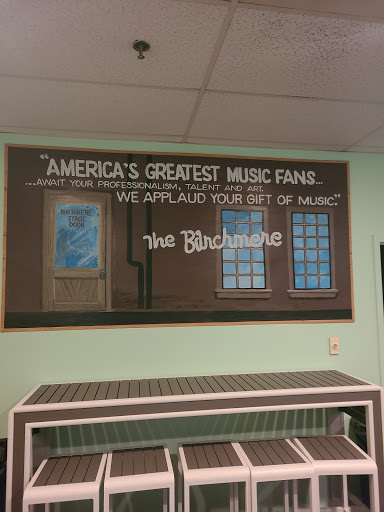 "AMERICA'S GREATEST MUSIC FANS...
...AWAIT YOUR PROFESSIONALISM, TALENT AND ART.
WE APPLAUD YOUR GIFT OF MUSIC."
BIRCHMERE
STAGE
DOOR
The Birchmere